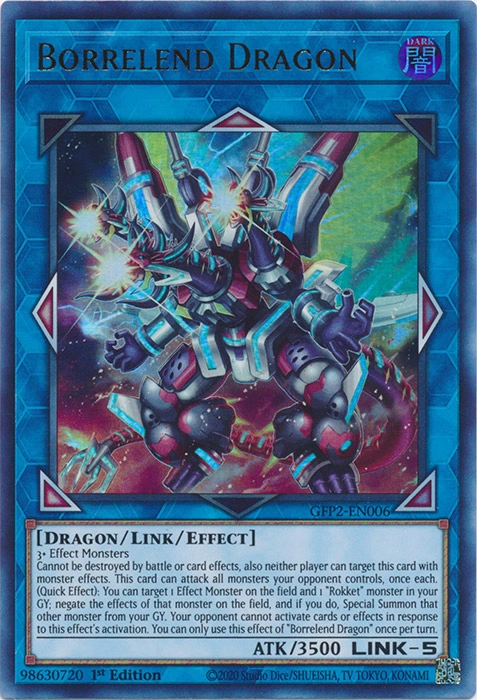 BORRELEND DRAGON
DARK
闇
GFP2-EN006
[DRAGON/LINK/EFFECT]
3+ Effect Monsters
Cannot be destroyed by battle or card effects, also neither player can target this card with
monster effects. This card can attack all monsters your opponent controls, once each.
(Quick Effect): You can target 1 Effect Monster on the field and 1 "Rokket" monster in
your GY; negate the effects of that monster on the field, and if you do, Special Summon that
other monster from your GY. Your opponent cannot activate cards or effects in response
to this effect's activation. You can only use this effect of "Borrelend Dragon" once per turn.
ATK/3500 LINK-5
98630720 1st Edition ©2020 Studio Dice/SHUEISHA, TV TOKYO, KONAMI